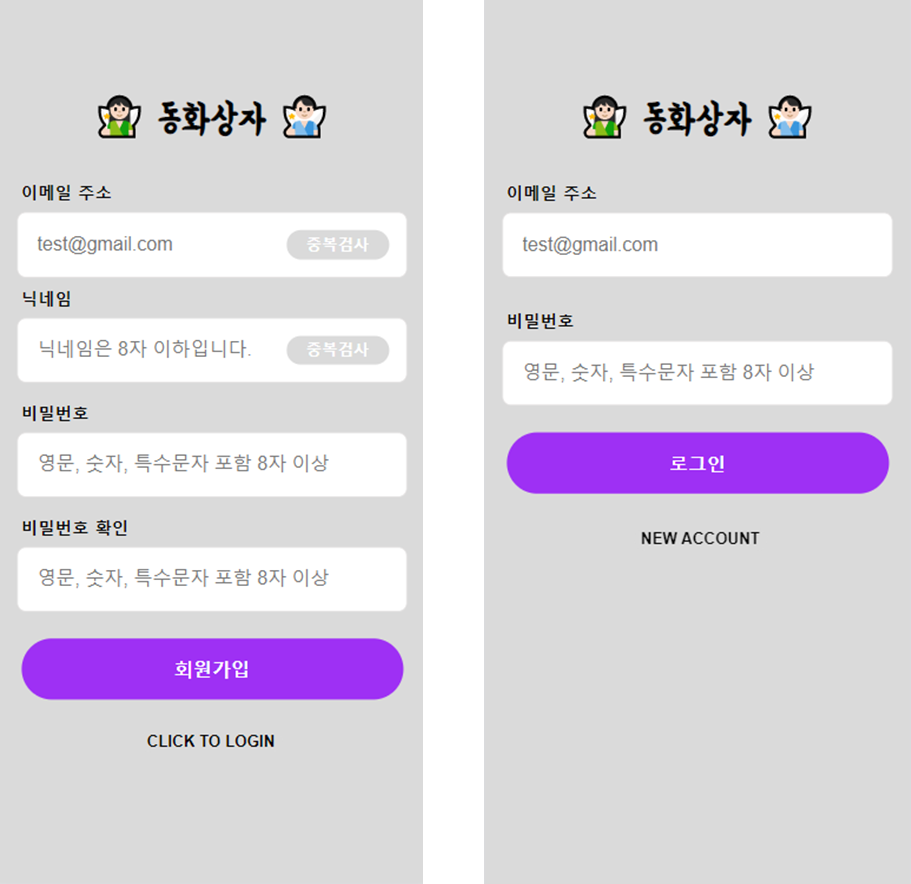 동화상자
이메일 주소
test@gmail.com
중복검사
닉네임
닉네임은 8자 이하입니다.
중복검사
비밀번호
영문, 숫자, 특수문자 포함 8자 이상
비밀번호 확인
영문, 숫자, 특수문자 포함 8자 이상
회원가입
CLICK TO LOGIN
동화상자
이메일 주소
test@gmail.com
비밀번호
영문, 숫자, 특수문자 포함 8자 이상
로그인
NEW ACCOUNT